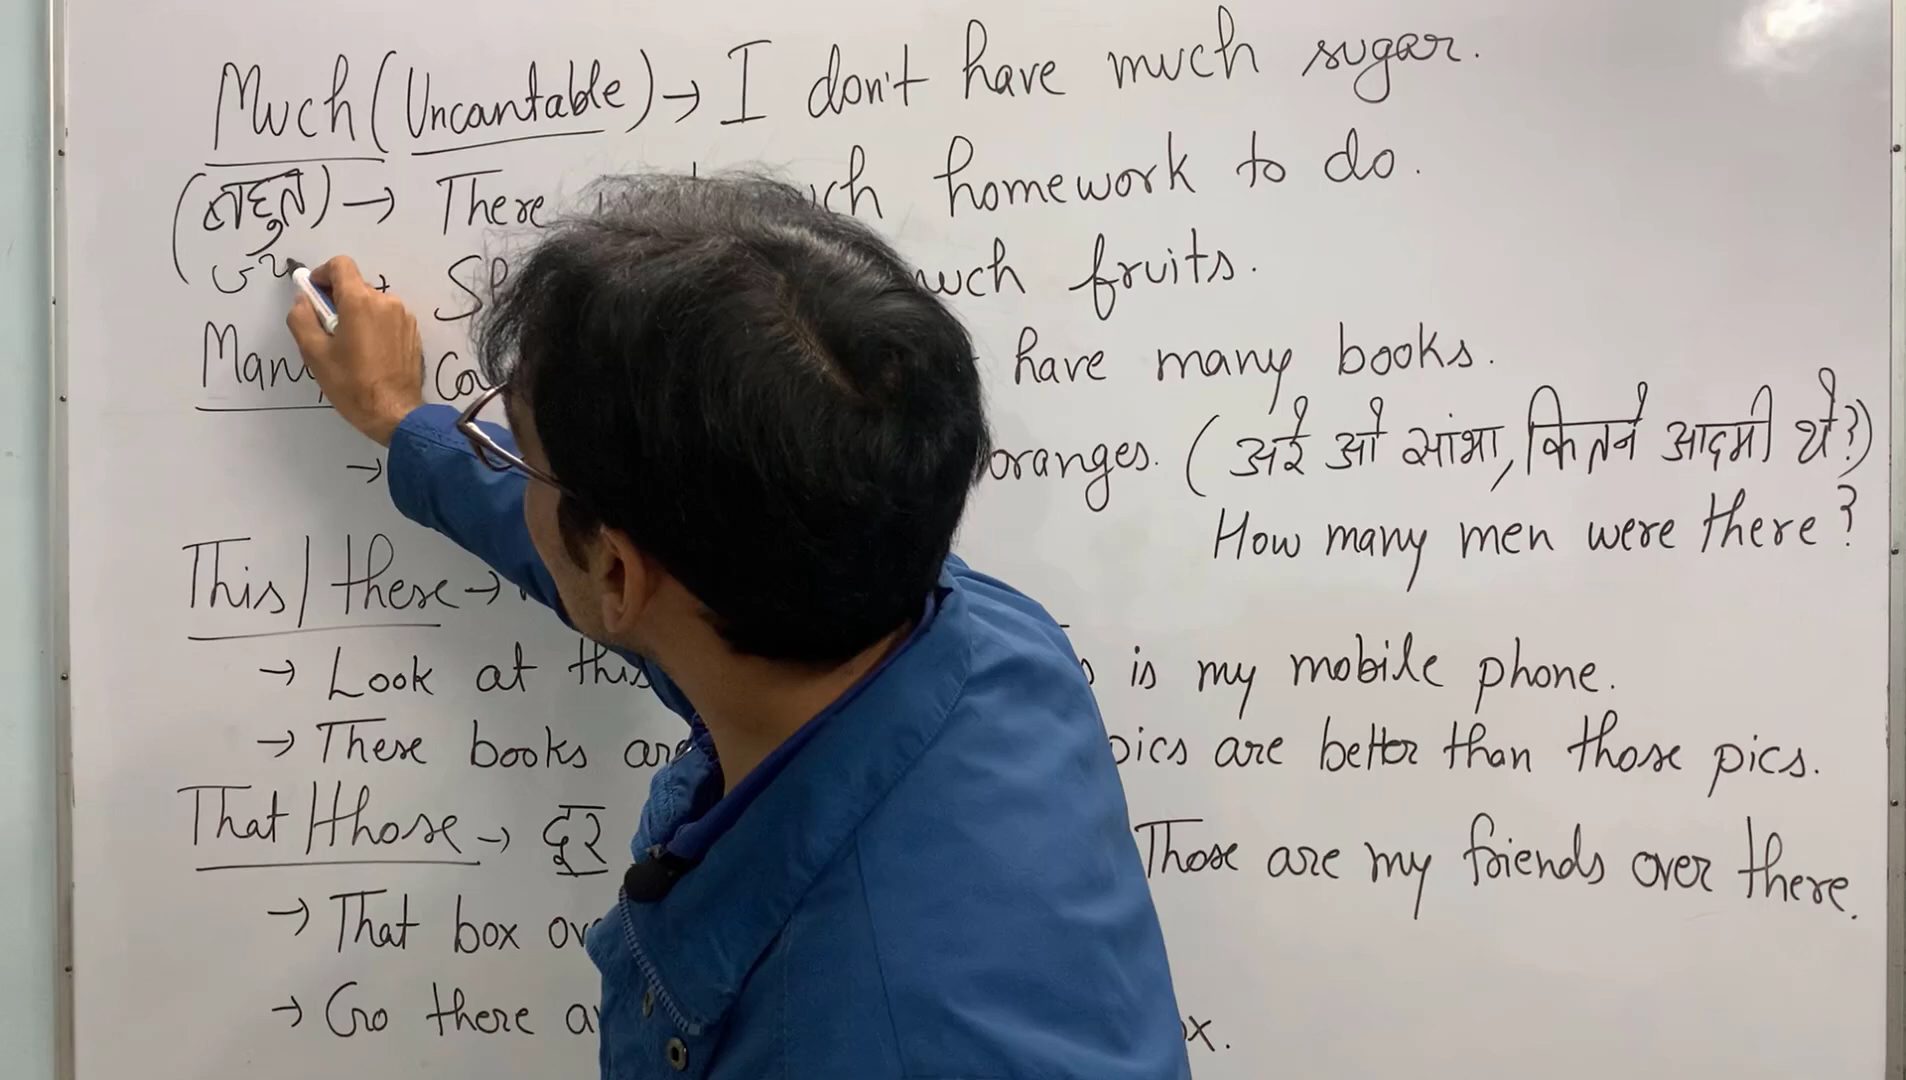 Much (Uncantable) → I don't have much sugar.
(बहुत) → There much homework to do.
much fruits.
Many have many books.
→ oranges. (अरे ओ सांभा, कितने आदमी थे?)
How many men were there?
This / these →
→ Look at this is my mobile phone.
→ These books are pics are better than those pics.
That / those → दूर Those are my friends over there.
→ That box
→ Go there